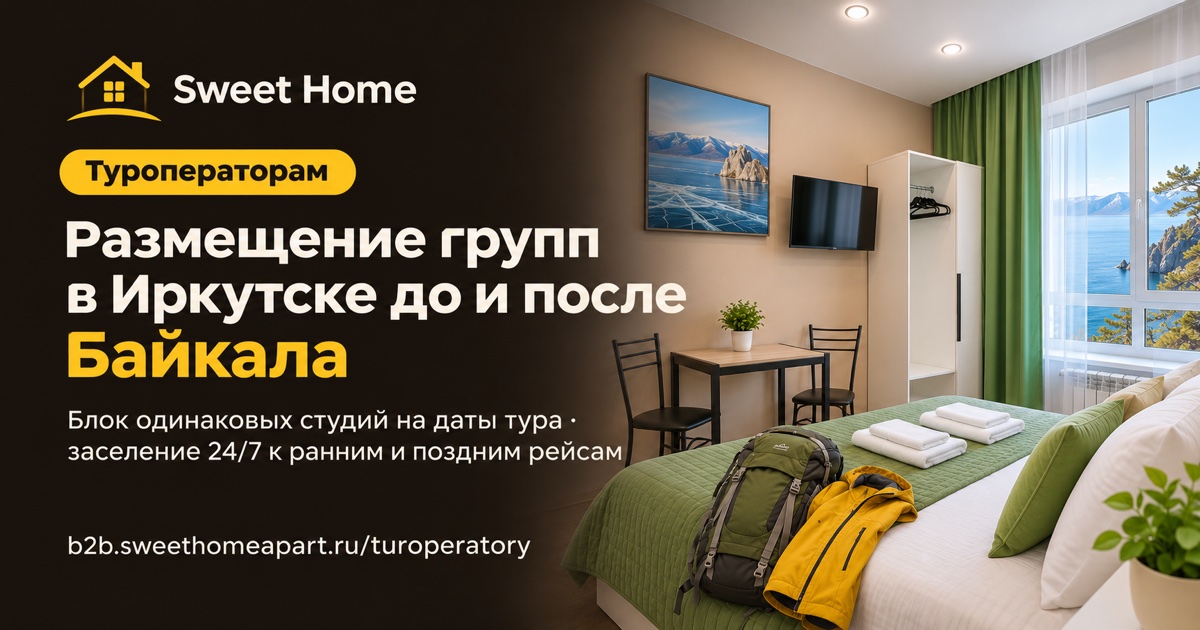 Sweet Home
Туроператорам
Размещение групп
в Иркутске до и после
Байкала
Блок одинаковых студий на даты тура ·
заселение 24/7 к ранним и поздним рейсам
b2b.sweethomeapart.ru/turoperatory